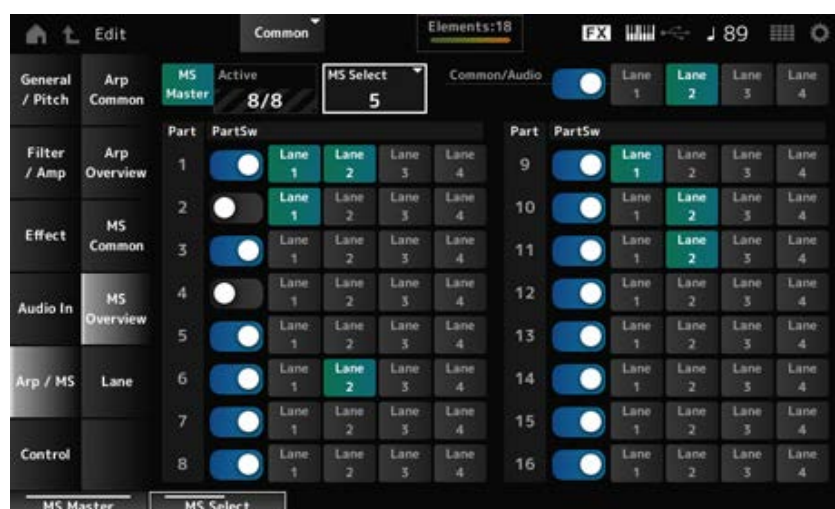 Edit Common Elements:18 FX 89
General / Pitch
Arp Common
MS Master
Active 8/8
MS Select 5
Common/Audio
Lane 1 Lane 2 Lane 3 Lane 4
Part PartSw Part PartSw
1 Lane 1 Lane 2 Lane 3 Lane 4 9 Lane 1 Lane 2 Lane 3 Lane 4
Filter / Amp
Arp Overview
2 Lane 1 Lane 2 Lane 3 Lane 4 10 Lane 1 Lane 2 Lane 3 Lane 4
Effect
MS Common
3 Lane 1 Lane 2 Lane 3 Lane 4 11 Lane 1 Lane 2 Lane 3 Lane 4
Audio In
MS Overview
4 Lane 1 Lane 2 Lane 3 Lane 4 12 Lane 1 Lane 2 Lane 3 Lane 4
5 Lane 1 Lane 2 Lane 3 Lane 4 13 Lane 1 Lane 2 Lane 3 Lane 4
Arp / MS
Lane
6 Lane 1 Lane 2 Lane 3 Lane 4 14 Lane 1 Lane 2 Lane 3 Lane 4
7 Lane 1 Lane 2 Lane 3 Lane 4 15 Lane 1 Lane 2 Lane 3 Lane 4
Control
8 Lane 1 Lane 2 Lane 3 Lane 4 16 Lane 1 Lane 2 Lane 3 Lane 4
MS Master MS Select